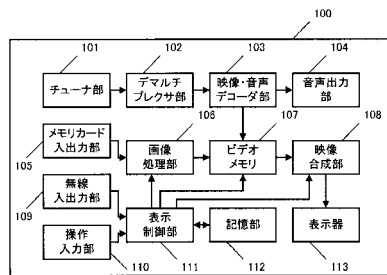 100
101
102
103
104
チューナ部
デマルチ
プレクサ部
映像・音声
デコーダ部
音声出力
部
106
107
108
メモリカード
入出力部
画像
処理部
ビデオ
メモリ
映像
合成部
105
無線
入出力部
109
表示
制御部
記憶部
表示器
操作
入力部
110
111
112
113